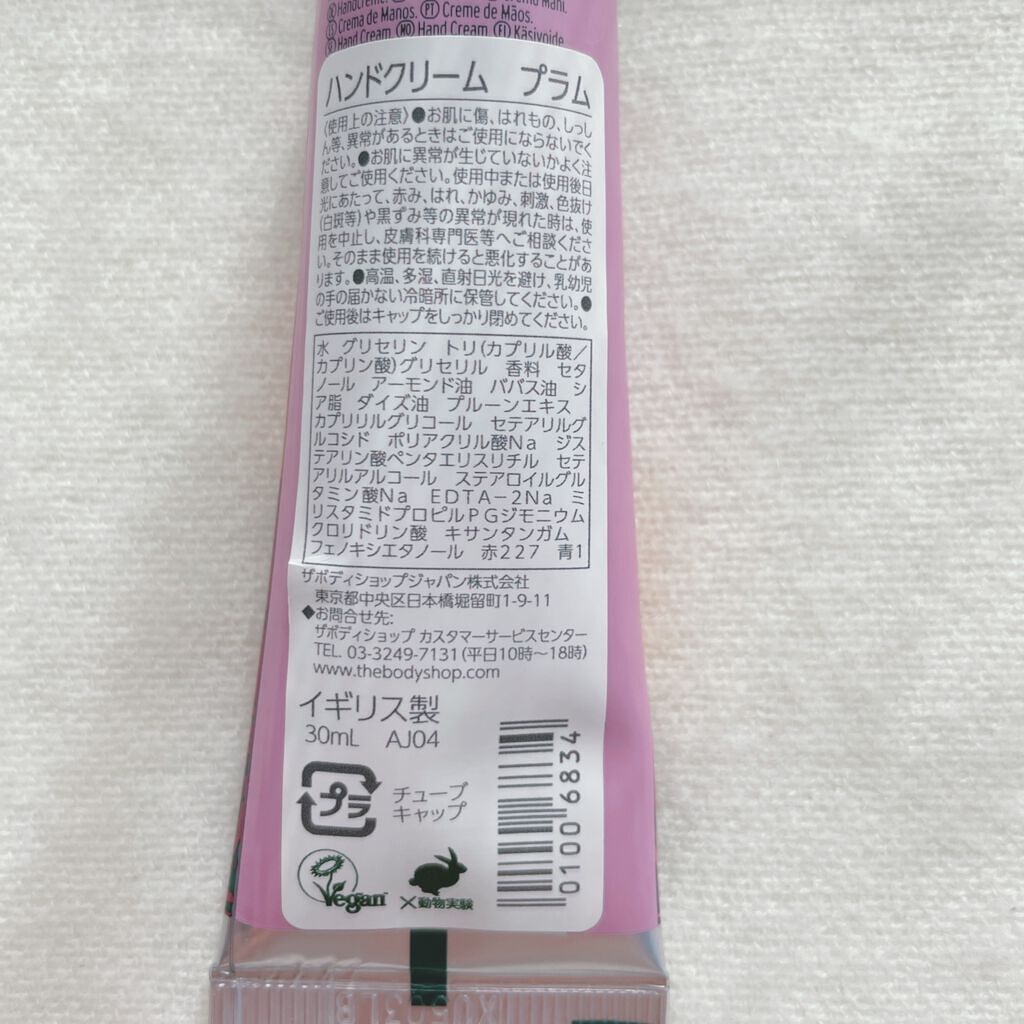 Crema de Manos. PT Creme de Mãos.
Hand Cream. NO Hand Cream. FI Käsivoide.
ハンドクリーム プラム
〈使用上の注意〉●お肌に傷、はれもの、しっし
ん等、異常があるときはご使用にならないでく
ださい。●お肌に異常が生じていないかよく注
意してご使用ください。使用中または使用後日
光にあたって、赤み、はれ、かゆみ、刺激、色抜け
(白斑等)や黒ずみ等の異常が現れた時は、使
用を中止し、皮膚科専門医等へご相談くださ
い。そのまま使用を続けると悪化することがあ
ります。●高温、多湿、直射日光を避け、乳幼児
の手の届かない冷暗所に保管してください。●
ご使用後はキャップをしっかり閉めてください。
水 グリセリン トリ(カプリル酸/
カプリン酸)グリセリル 香料 セタ
ノール アーモンド油 ババス油 シ
ア脂 ダイズ油 プルーンエキス
カプリリルグリコール セテアリルグ
ルコシド ポリアクリル酸Na ジス
テアリン酸ペンタエリスリチル セテ
アリルアルコール ステアロイルグル
タミン酸Na EDTA-2Na ミ
リスタミドプロピルPGジモニウム
クロリドリン酸 キサンタンガム
フェノキシエタノール 赤227 青1
ザボディショップジャパン株式会社
東京都中央区日本橋堀留町1-9-11
◆お問合せ先:
ザボディショップ カスタマーサービスセンター
TEL. 03-3249-7131(平日10時~18時)
www.thebodyshop.com
イギリス製
30mL AJ04
プラ チューブ
キャップ
Vegan ×動物実験
0100 6834